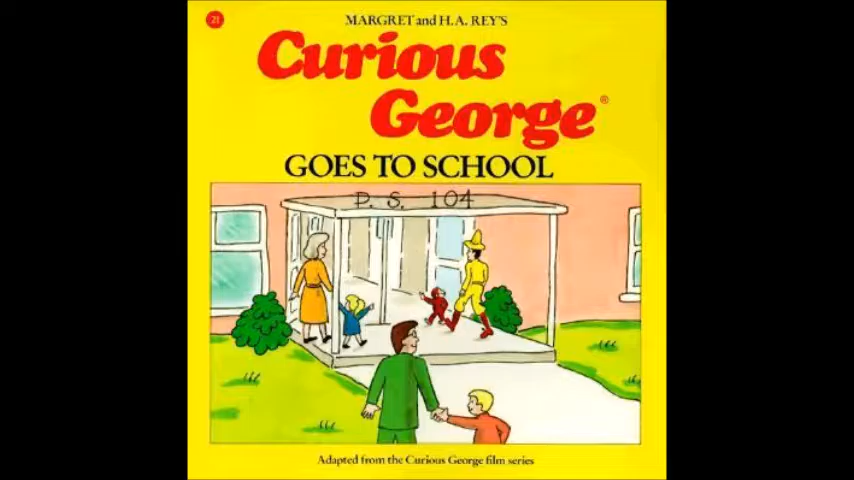 21
MARGRET and H. A. REY'S
Curious
George®
GOES TO SCHOOL
P. S. 104
Adapted from the Curious George film series